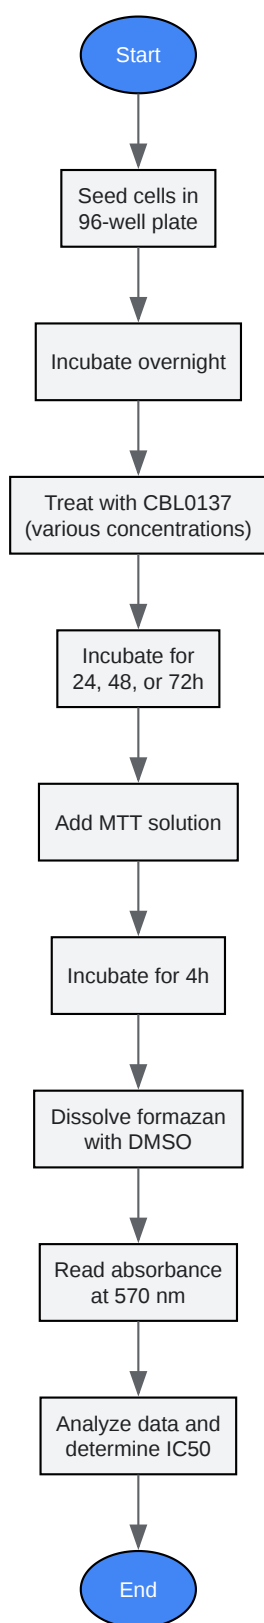 Start
Seed cells in
96-well plate
Incubate overnight
Treat with CBL0137
(various concentrations)
Incubate for
24, 48, or 72h
Add MTT solution
Incubate for 4h
Dissolve formazan
with DMSO
Read absorbance
at 570 nm
Analyze data and
determine IC50
End